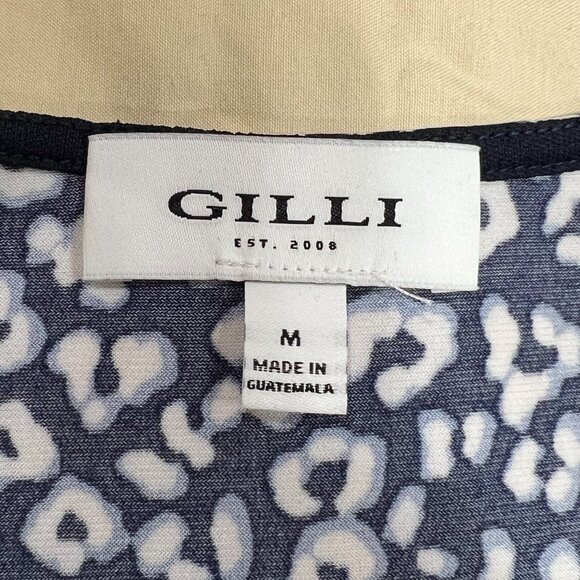 GILLI
EST. 2008
M
MADE IN
GUATEMALA